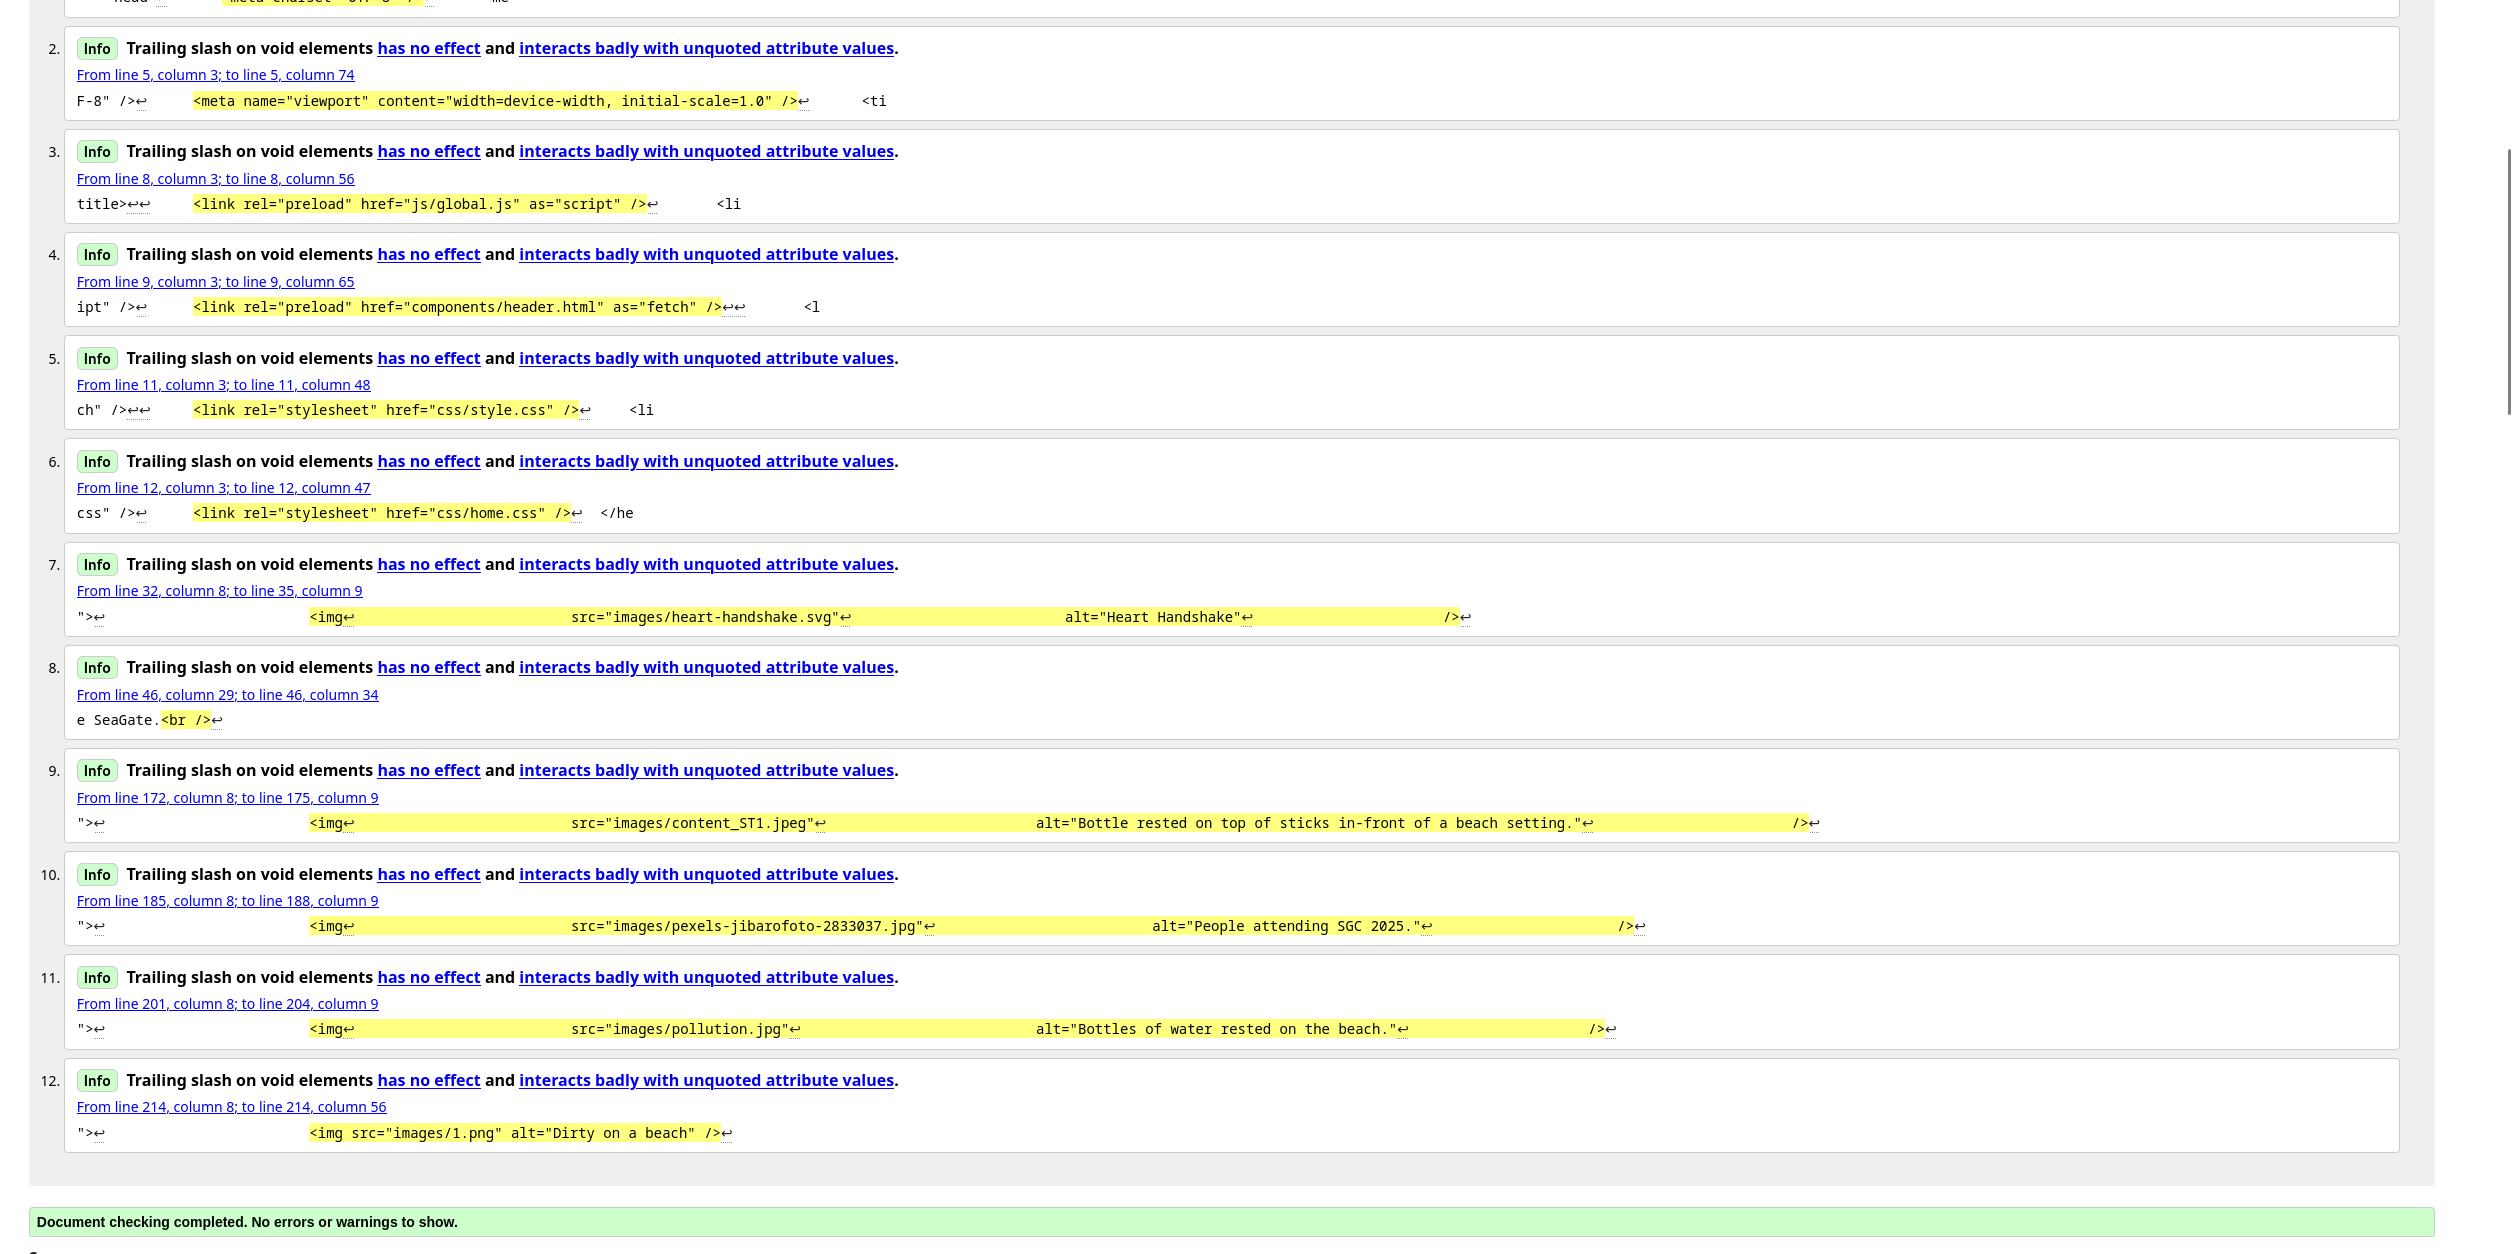 2. Info Trailing slash on void elements has no effect and interacts badly with unquoted attribute values.
From line 5, column 3; to line 5, column 74
F-8" />↩ <meta name="viewport" content="width=device-width, initial-scale=1.0" />↩ <ti
3. Info Trailing slash on void elements has no effect and interacts badly with unquoted attribute values.
From line 8, column 3; to line 8, column 56
title>↩↩ <link rel="preload" href="js/global.js" as="script" />↩ <li
4. Info Trailing slash on void elements has no effect and interacts badly with unquoted attribute values.
From line 9, column 3; to line 9, column 65
ipt" />↩ <link rel="preload" href="components/header.html" as="fetch" />↩↩ <l
5. Info Trailing slash on void elements has no effect and interacts badly with unquoted attribute values.
From line 11, column 3; to line 11, column 48
ch" />↩↩ <link rel="stylesheet" href="css/style.css" />↩ <li
6. Info Trailing slash on void elements has no effect and interacts badly with unquoted attribute values.
From line 12, column 3; to line 12, column 47
css" />↩ <link rel="stylesheet" href="css/home.css" />↩ </he
7. Info Trailing slash on void elements has no effect and interacts badly with unquoted attribute values.
From line 32, column 8; to line 35, column 9
">↩ <img↩ src="images/heart-handshake.svg"↩ alt="Heart Handshake"↩ />↩
8. Info Trailing slash on void elements has no effect and interacts badly with unquoted attribute values.
From line 46, column 29; to line 46, column 34
e SeaGate.<br />↩
9. Info Trailing slash on void elements has no effect and interacts badly with unquoted attribute values.
From line 172, column 8; to line 175, column 9
">↩ <img↩ src="images/content_ST1.jpeg"↩ alt="Bottle rested on top of sticks in-front of a beach setting."↩ />↩
10. Info Trailing slash on void elements has no effect and interacts badly with unquoted attribute values.
From line 185, column 8; to line 188, column 9
">↩ <img↩ src="images/pexels-jibarofoto-2833037.jpg"↩ alt="People attending SGC 2025."↩ />↩
11. Info Trailing slash on void elements has no effect and interacts badly with unquoted attribute values.
From line 201, column 8; to line 204, column 9
">↩ <img↩ src="images/pollution.jpg"↩ alt="Bottles of water rested on the beach."↩ />↩
12. Info Trailing slash on void elements has no effect and interacts badly with unquoted attribute values.
From line 214, column 8; to line 214, column 56
">↩ <img src="images/1.png" alt="Dirty on a beach" />↩
Document checking completed. No errors or warnings to show.